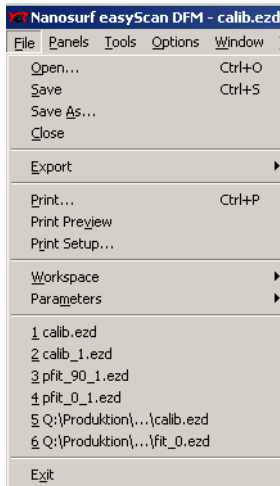 Nanosurf easyScan DFM - calib.ezd
File Panels Tools Options Window
Open... Ctrl+O
Save Ctrl+S
Save As...
Close
Export
Print... Ctrl+P
Print Preview
Print Setup...
Workspace
Parameters
1 calib.ezd
2 calib_1.ezd
3 pfit_90_1.ezd
4 pfit_0_1.ezd
5 Q:\Produktion\...\calib.ezd
6 Q:\Produktion\...\fit_0.ezd
Exit